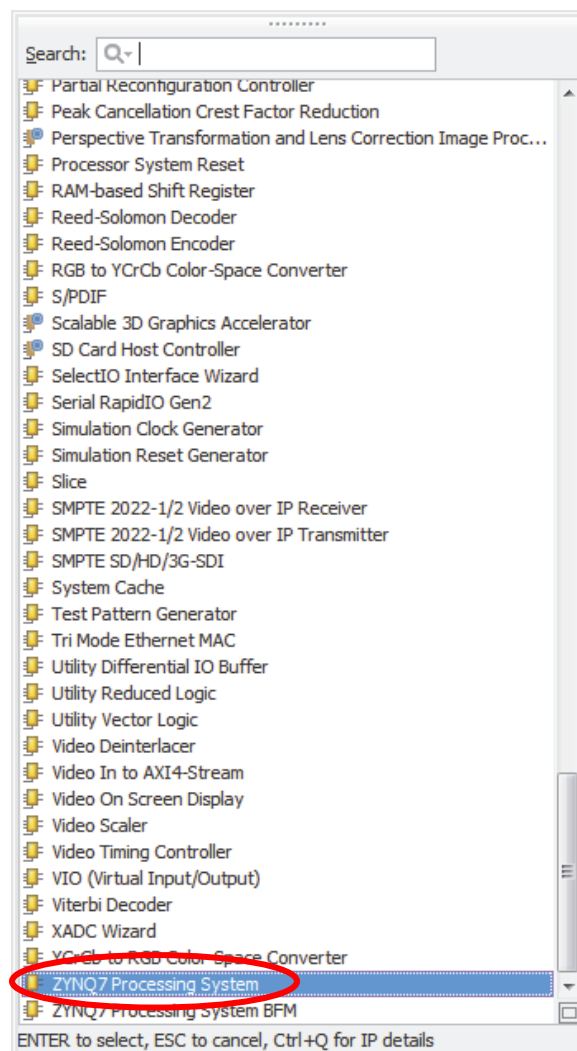 Search:
Partial Reconfiguration Controller
Peak Cancellation Crest Factor Reduction
Perspective Transformation and Lens Correction Image Proc...
Processor System Reset
RAM-based Shift Register
Reed-Solomon Decoder
Reed-Solomon Encoder
RGB to YCrCb Color-Space Converter
S/PDIF
Scalable 3D Graphics Accelerator
SD Card Host Controller
SelectIO Interface Wizard
Serial RapidIO Gen2
Simulation Clock Generator
Simulation Reset Generator
Slice
SMPTE 2022-1/2 Video over IP Receiver
SMPTE 2022-1/2 Video over IP Transmitter
SMPTE SD/HD/3G-SDI
System Cache
Test Pattern Generator
Tri Mode Ethernet MAC
Utility Differential IO Buffer
Utility Reduced Logic
Utility Vector Logic
Video Deinterlacer
Video In to AXI4-Stream
Video On Screen Display
Video Scaler
Video Timing Controller
VIO (Virtual Input/Output)
Viterbi Decoder
XADC Wizard
YCrCb to RGB Color-Space Converter
ZYNQ7 Processing System
ZYNQ7 Processing System BFM
ENTER to select, ESC to cancel, Ctrl+Q for IP details